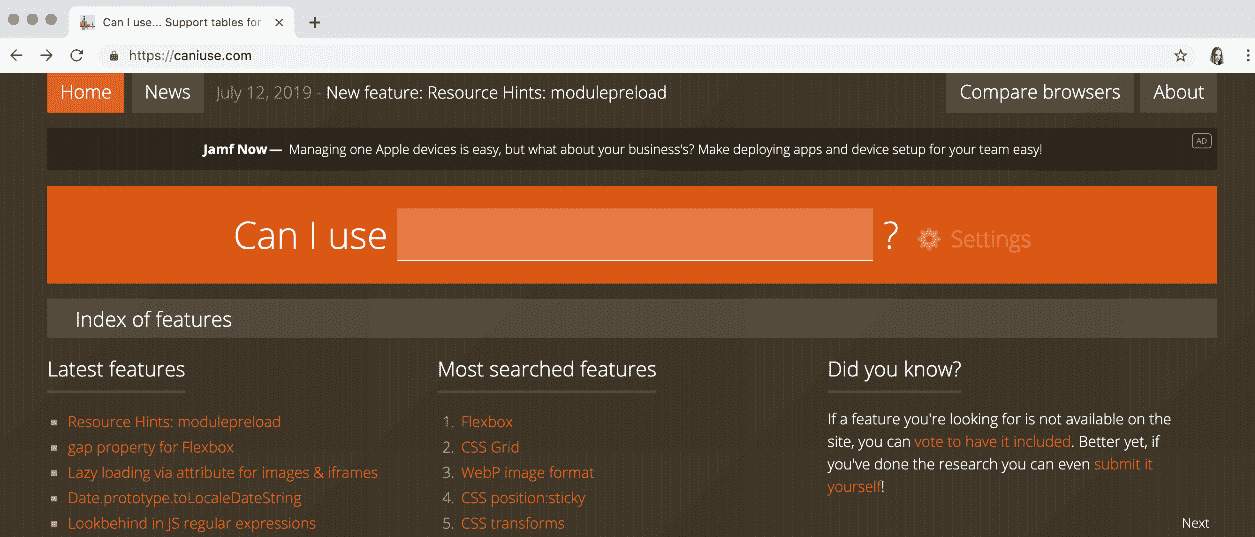 Can I use... Support tables for
https://caniuse.com
Home News July 12, 2019 - New feature: Resource Hints: modulepreload Compare browsers About
Jamf Now — Managing one Apple devices is easy, but what about your business's? Make deploying apps and device setup for your team easy!
AD
Can I use ? Settings
Index of features
Latest features
Resource Hints: modulepreload
gap property for Flexbox
Lazy loading via attribute for images & iframes
Date.prototype.toLocaleDateString
Lookbehind in JS regular expressions
Most searched features
1. Flexbox
2. CSS Grid
3. WebP image format
4. CSS position:sticky
5. CSS transforms
Did you know?
If a feature you're looking for is not available on the
site, you can vote to have it included. Better yet, if
you've done the research you can even submit it
yourself!
Next